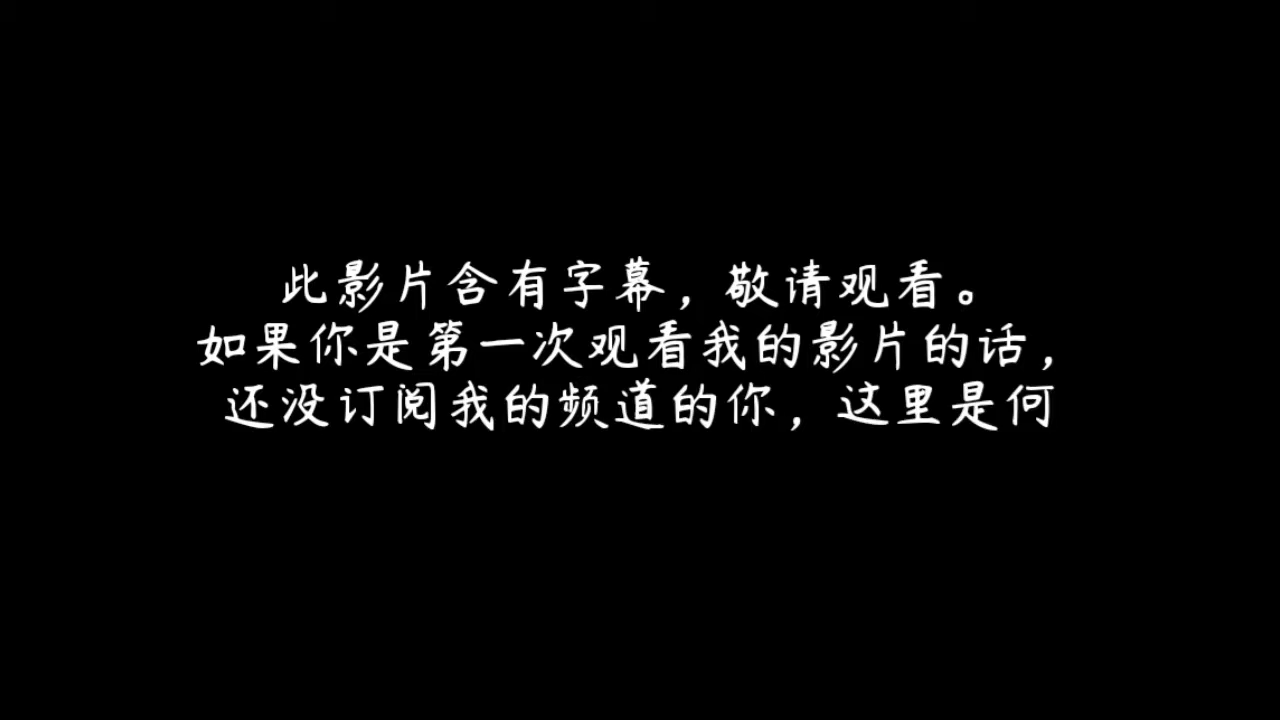 此影片含有字幕，敬请观看。
如果你是第一次观看我的影片的话，
还没订阅我的频道的你，这里是何